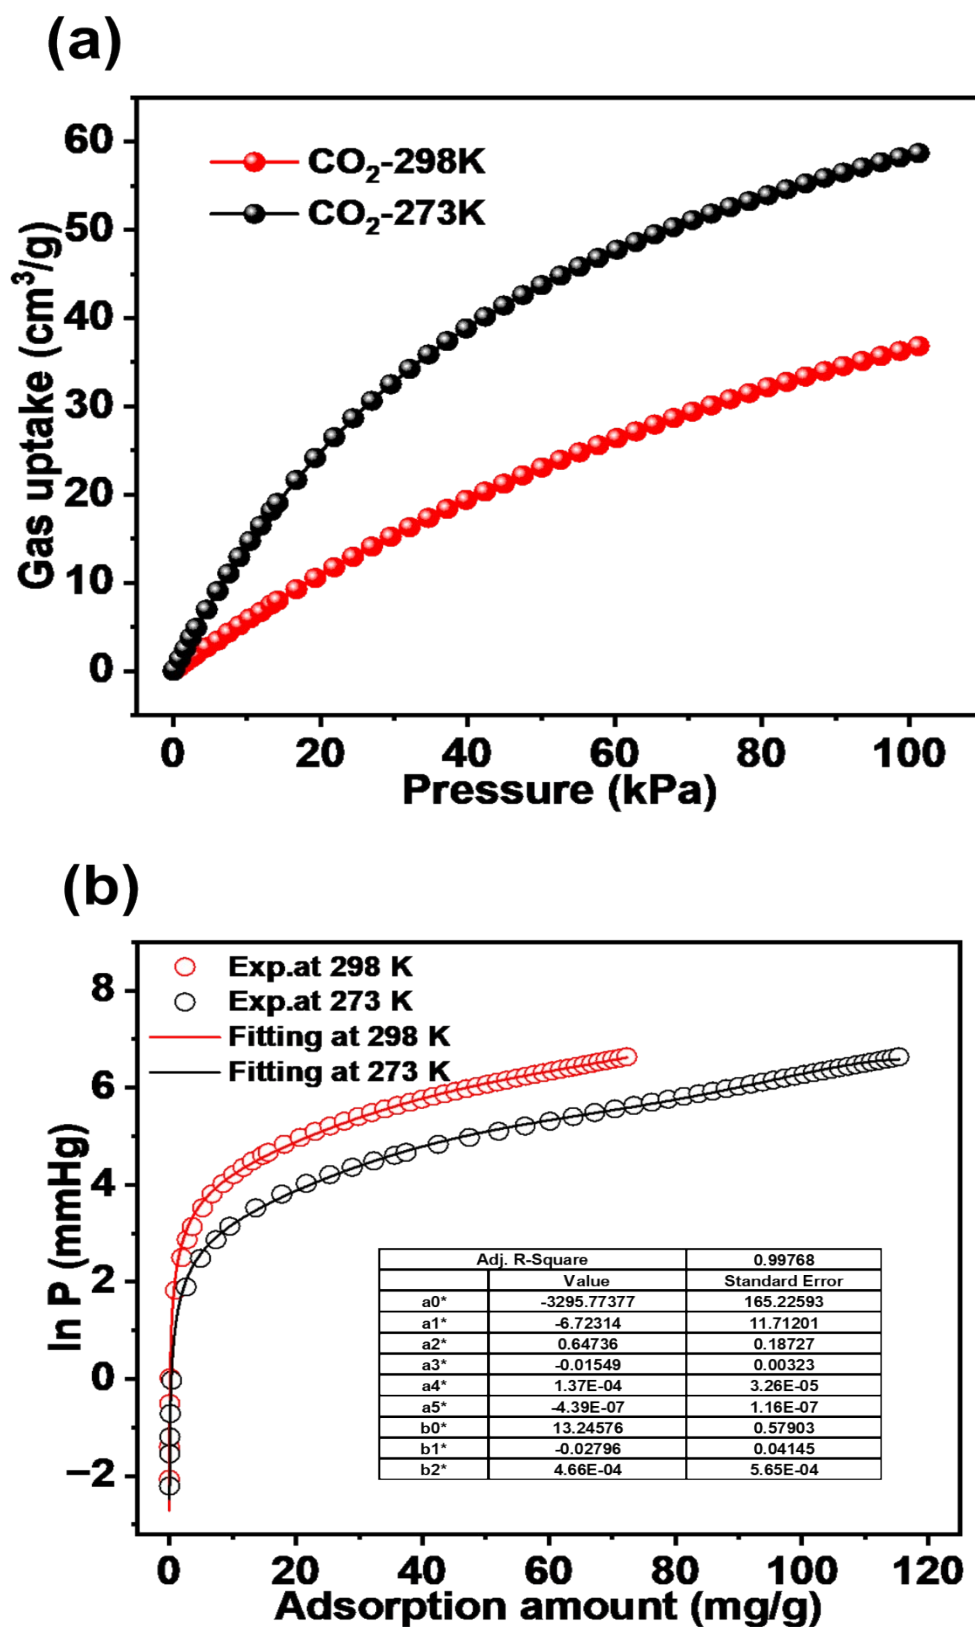 (a)
CO₂-298K
CO₂-273K
60
50
40
30
20
10
0
Gas uptake (cm³/g)
0 20 40 60 80 100
Pressure (kPa)
(b)
Exp.at 298 K
Exp.at 273 K
Fitting at 298 K
Fitting at 273 K
8
6
4
2
0
−2
ln P (mmHg)
Adj. R-Square 0.99768
Value Standard Error
a0* -3295.77377 165.22593
a1* -6.72314 11.71201
a2* 0.64736 0.18727
a3* -0.01549 0.00323
a4* 1.37E-04 3.26E-05
a5* -4.39E-07 1.16E-07
b0* 13.24576 0.57903
b1* -0.02796 0.04145
b2* 4.66E-04 5.65E-04
0 20 40 60 80 100 120
Adsorption amount (mg/g)